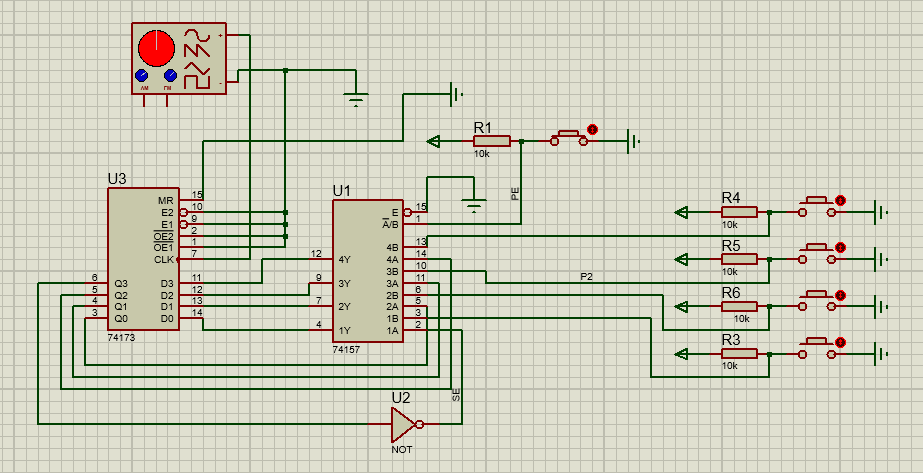 AM FM
+
-
R1
10k
PE
U3
MR 15
E2 10
E1 9
OE2 2
OE1 1
CLK 7
6 Q3 D3 11
5 Q2 D2 12
4 Q1 D1 13
3 Q0 D0 14
74173
U1
E 15
A/B 1
4B 13
12 4Y 4A 14
3B 10
9 3Y 3A 11
2B 6
7 2Y 2A 5
1B 3
4 1Y 1A 2
74157
R4
10k
R5
10k
P2
R6
10k
R3
10k
SE
U2
NOT